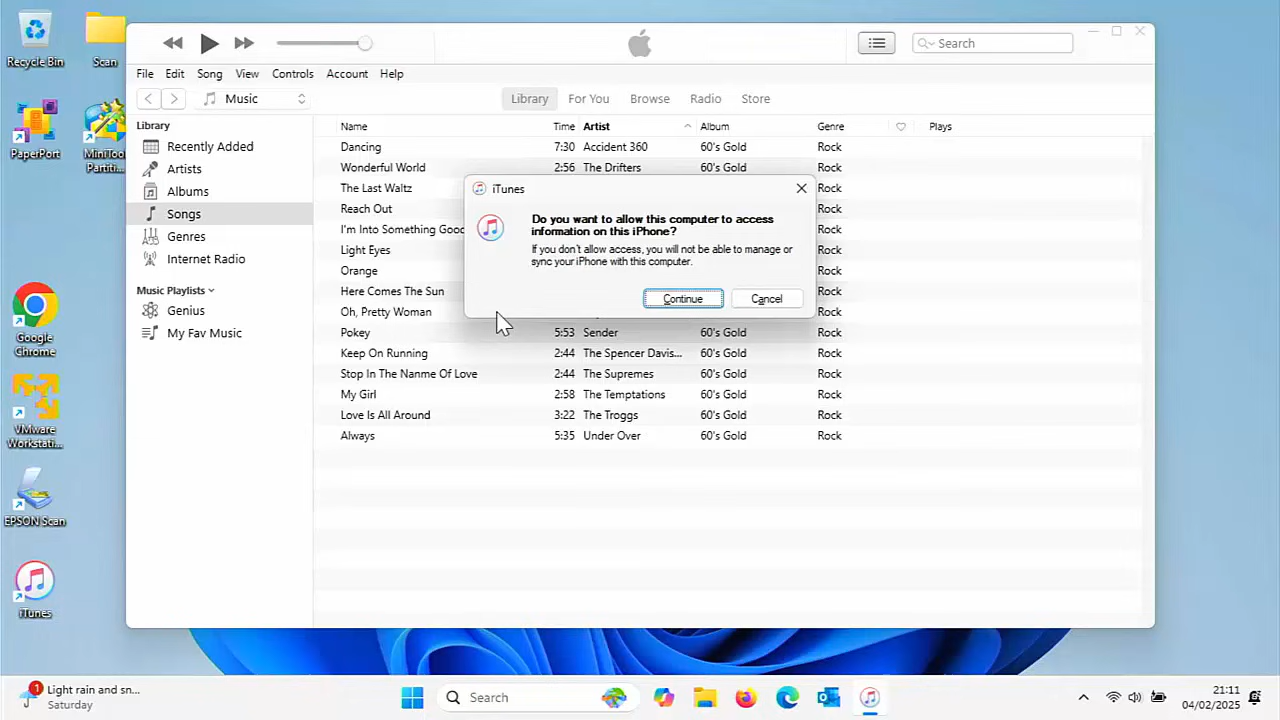 Recycle Bin
Scan
PaperPort
MiniTool
Partiti...
Google
Chrome
VMware
Workstati...
EPSON Scan
iTunes
Search
File Edit Song View Controls Account Help
Music
Library For You Browse Radio Store
Library
Recently Added
Artists
Albums
Songs
Genres
Internet Radio
Music Playlists
Genius
My Fav Music
Name Time Artist Album Genre Plays
Dancing 7:30 Accident 360 60's Gold Rock
Wonderful World 2:56 The Drifters 60's Gold Rock
The Last Waltz Rock
Reach Out Rock
I'm Into Something Good Rock
Light Eyes Rock
Orange Rock
Here Comes The Sun Rock
Oh, Pretty Woman Rock
Pokey 5:53 Sender 60's Gold Rock
Keep On Running 2:44 The Spencer Davis... 60's Gold Rock
Stop In The Nanme Of Love 2:44 The Supremes 60's Gold Rock
My Girl 2:58 The Temptations 60's Gold Rock
Love Is All Around 3:22 The Troggs 60's Gold Rock
Always 5:35 Under Over 60's Gold Rock
iTunes
Do you want to allow this computer to access
information on this iPhone?
If you don't allow access, you will not be able to manage or
sync your iPhone with this computer.
Continue Cancel
1
Light rain and sn...
Saturday
Search
21:11
04/02/2025